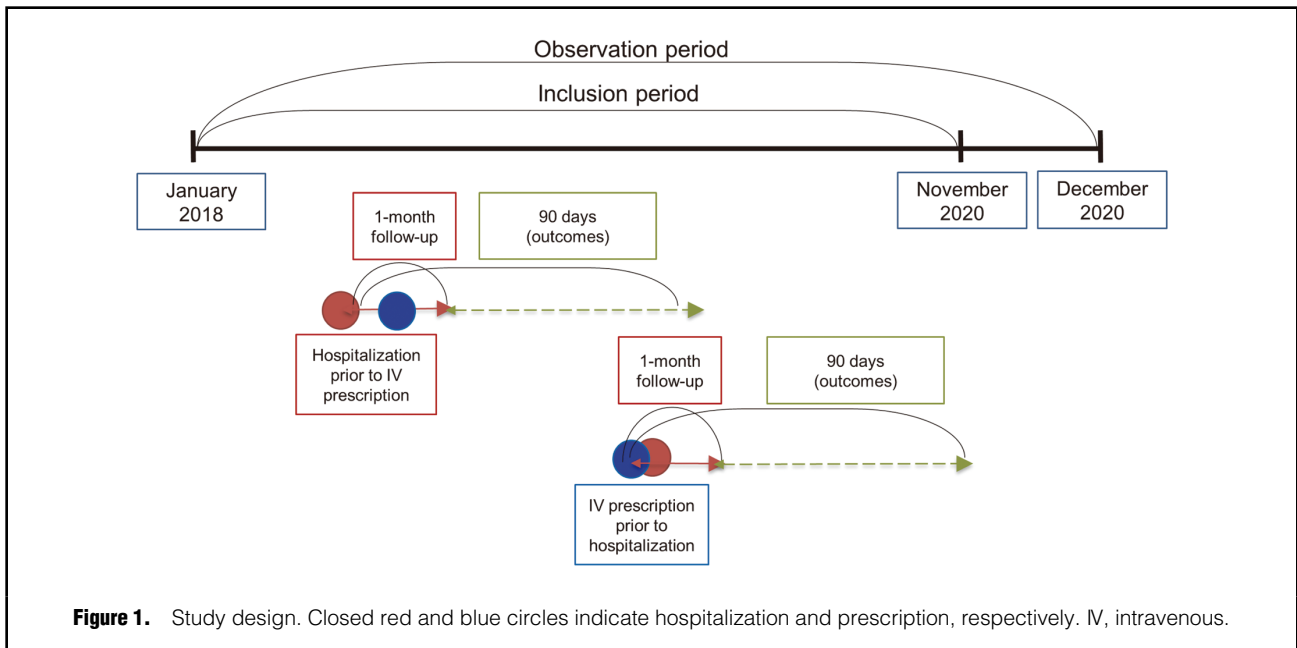 Observation period
Inclusion period
January
2018
November
2020
December
2020
1-month
follow-up
90 days
(outcomes)
Hospitalization
prior to IV
prescription
1-month
follow-up
90 days
(outcomes)
IV prescription
prior to
hospitalization
Figure 1. Study design. Closed red and blue circles indicate hospitalization and prescription, respectively. IV, intravenous.